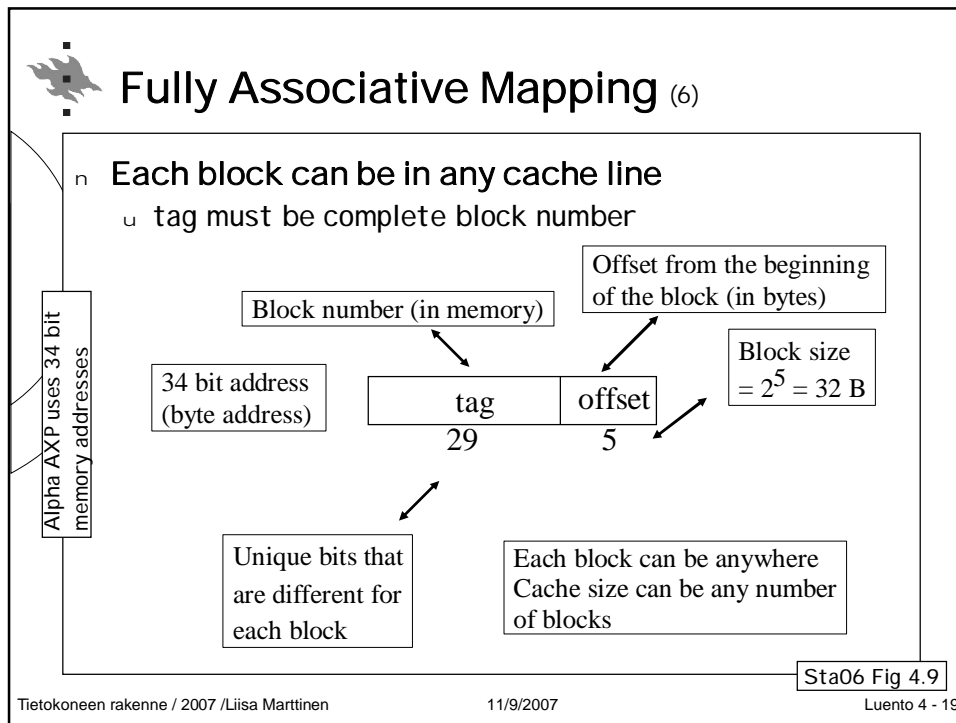 Fully Associative Mapping (6)
n Each block can be in any cache line
u tag must be complete block number
Offset from the beginning
of the block (in bytes)
Block number (in memory)
Block size
= 2^5 = 32 B
Alpha AXP uses 34 bit
memory addresses
34 bit address
(byte address)
tag offset
29 5
Unique bits that
are different for
each block
Each block can be anywhere
Cache size can be any number
of blocks
Sta06 Fig 4.9
Tietokoneen rakenne / 2007 /Liisa Marttinen 11/9/2007 Luento 4 - 19